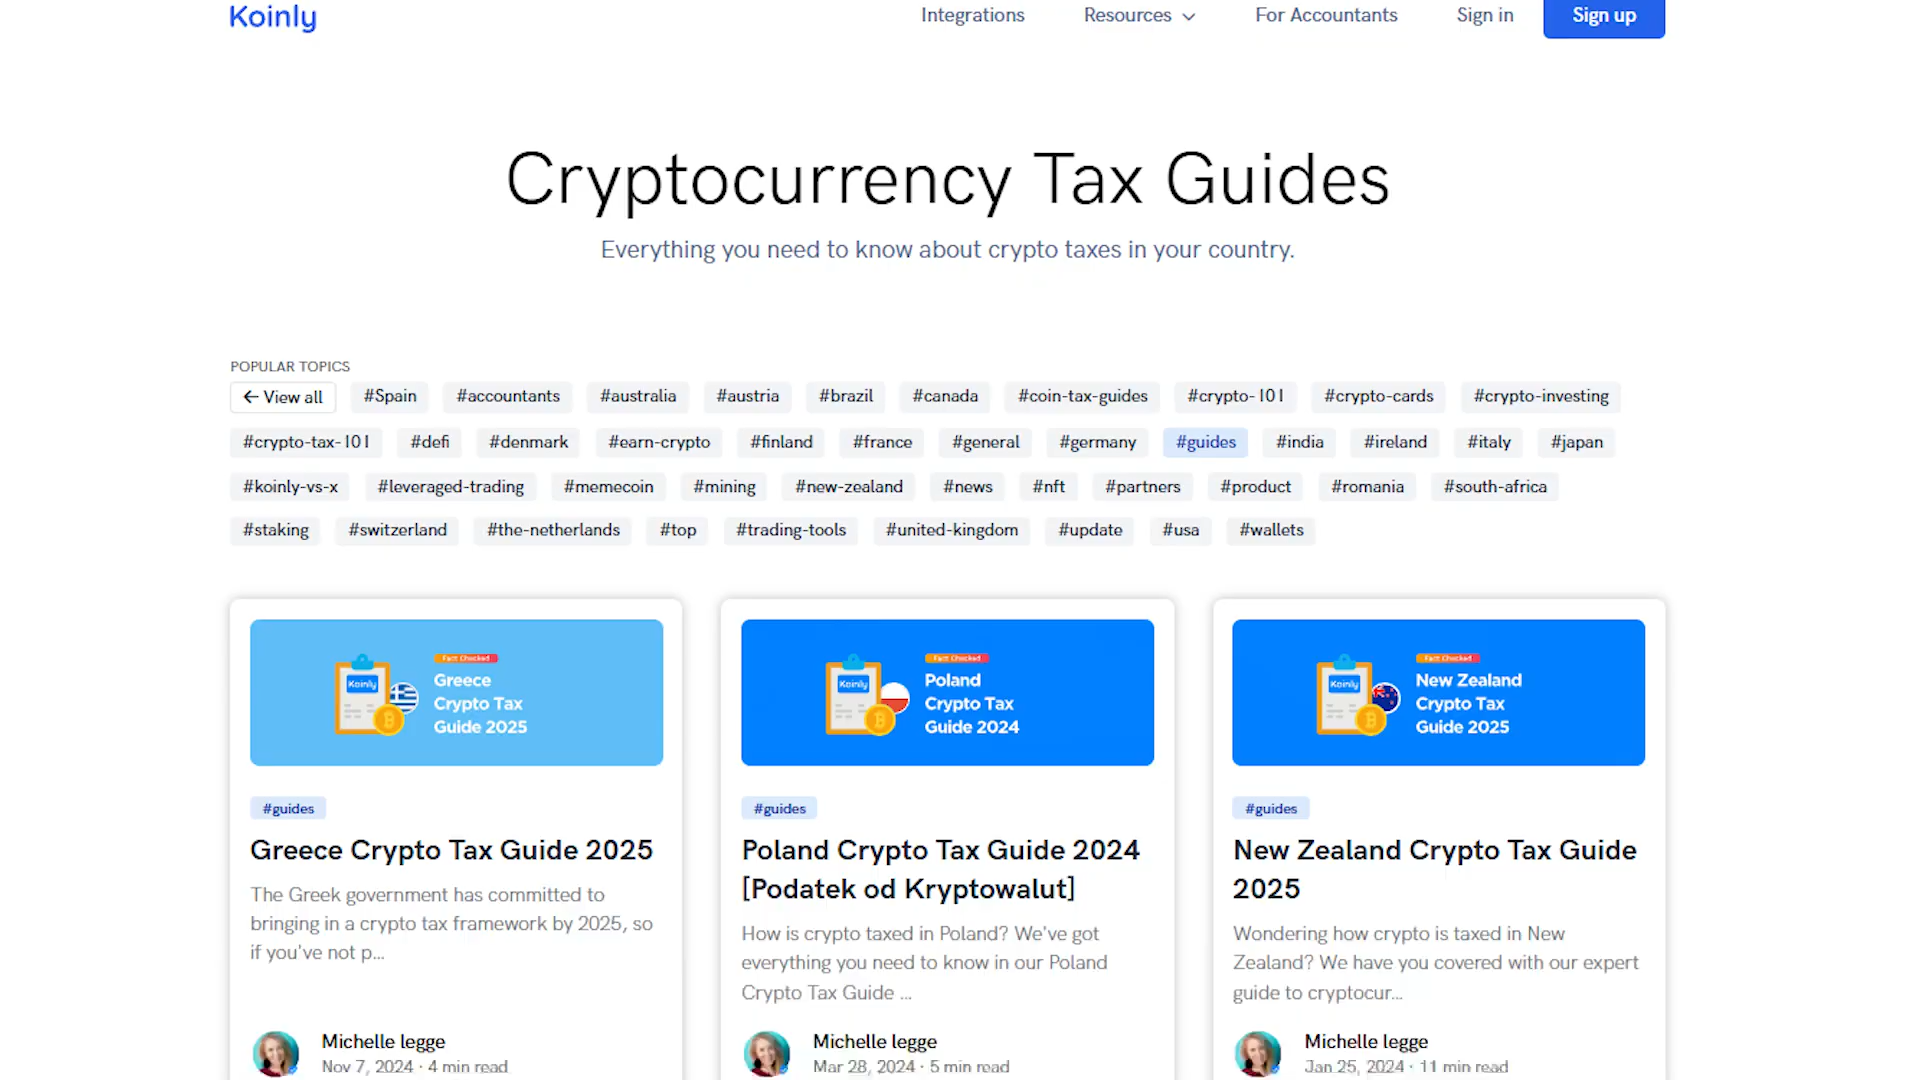 Koinly
Integrations Resources For Accountants Sign in Sign up
Cryptocurrency Tax Guides
Everything you need to know about crypto taxes in your country.
POPULAR TOPICS
← View all #Spain #accountants #australia #austria #brazil #canada #coin-tax-guides #crypto-101 #crypto-cards #crypto-investing
#crypto-tax-101 #defi #denmark #earn-crypto #finland #france #general #germany #guides #india #ireland #italy #japan
#koinly-vs-x #leveraged-trading #memecoin #mining #new-zealand #news #nft #partners #product #romania #south-africa
#staking #switzerland #the-netherlands #top #trading-tools #united-kingdom #update #usa #wallets
Koinly
Fact Checked
Greece
Crypto Tax
Guide 2025
#guides
Greece Crypto Tax Guide 2025
The Greek government has committed to
bringing in a crypto tax framework by 2025, so
if you've not p...
Michelle legge
Nov 7, 2024 · 4 min read
Koinly
Fact Checked
Poland
Crypto Tax
Guide 2024
#guides
Poland Crypto Tax Guide 2024
[Podatek od Kryptowalut]
How is crypto taxed in Poland? We've got
everything you need to know in our Poland
Crypto Tax Guide ...
Michelle legge
Mar 28, 2024 · 5 min read
Koinly
Fact Checked
New Zealand
Crypto Tax
Guide 2025
#guides
New Zealand Crypto Tax Guide
2025
Wondering how crypto is taxed in New
Zealand? We have you covered with our expert
guide to cryptocur...
Michelle legge
Jan 25, 2024 · 11 min read